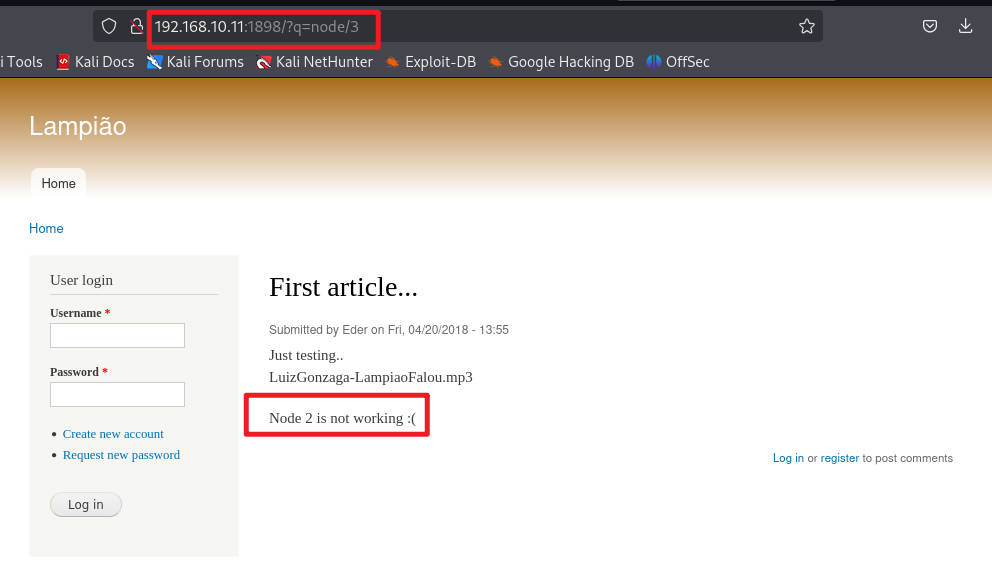 192.168.10.11:1898/?q=node/3
i Tools Kali Docs Kali Forums Kali NetHunter Exploit-DB Google Hacking DB OffSec
Lampião
Home
Home
User login
Username *
Password *
Create new account
Request new password
Log in
First article...
Submitted by Eder on Fri, 04/20/2018 - 13:55
Just testing..
LuizGonzaga-LampiaoFalou.mp3
Node 2 is not working :(
Log in or register to post comments